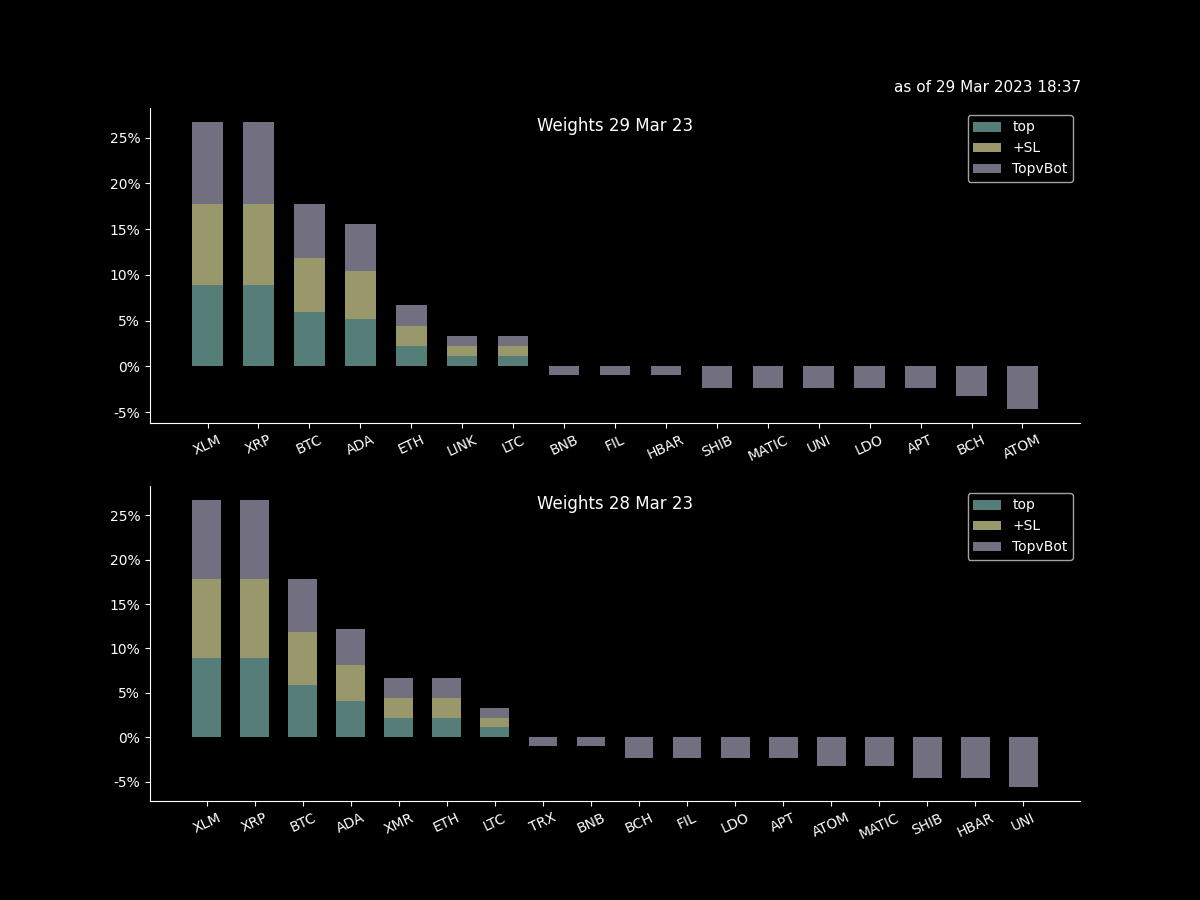 as of 29 Mar 2023 18:37
Weights 29 Mar 23
top
+SL
TopvBot
25%
20%
15%
10%
5%
0%
-5%
XLM XRP BTC ADA ETH LINK LTC BNB FIL HBAR SHIB MATIC UNI LDO APT BCH ATOM
Weights 28 Mar 23
top
+SL
TopvBot
25%
20%
15%
10%
5%
0%
-5%
XLM XRP BTC ADA XMR ETH LTC TRX BNB BCH FIL LDO APT ATOM MATIC SHIB HBAR UNI